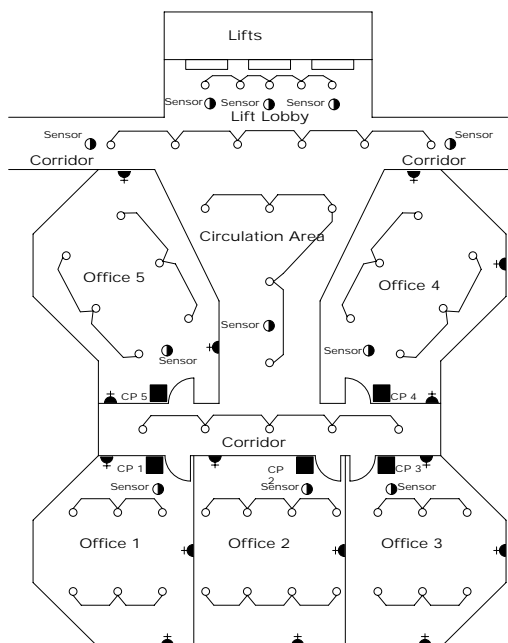 Lifts
Sensor
Sensor
Sensor
Lift Lobby
Sensor
Sensor
Corridor
Corridor
Circulation Area
Office 5
Office 4
Sensor
Sensor
Sensor
CP 5
CP 4
Corridor
CP 1
CP
2
CP 3
Sensor
Sensor
Sensor
Office 1
Office 2
Office 3